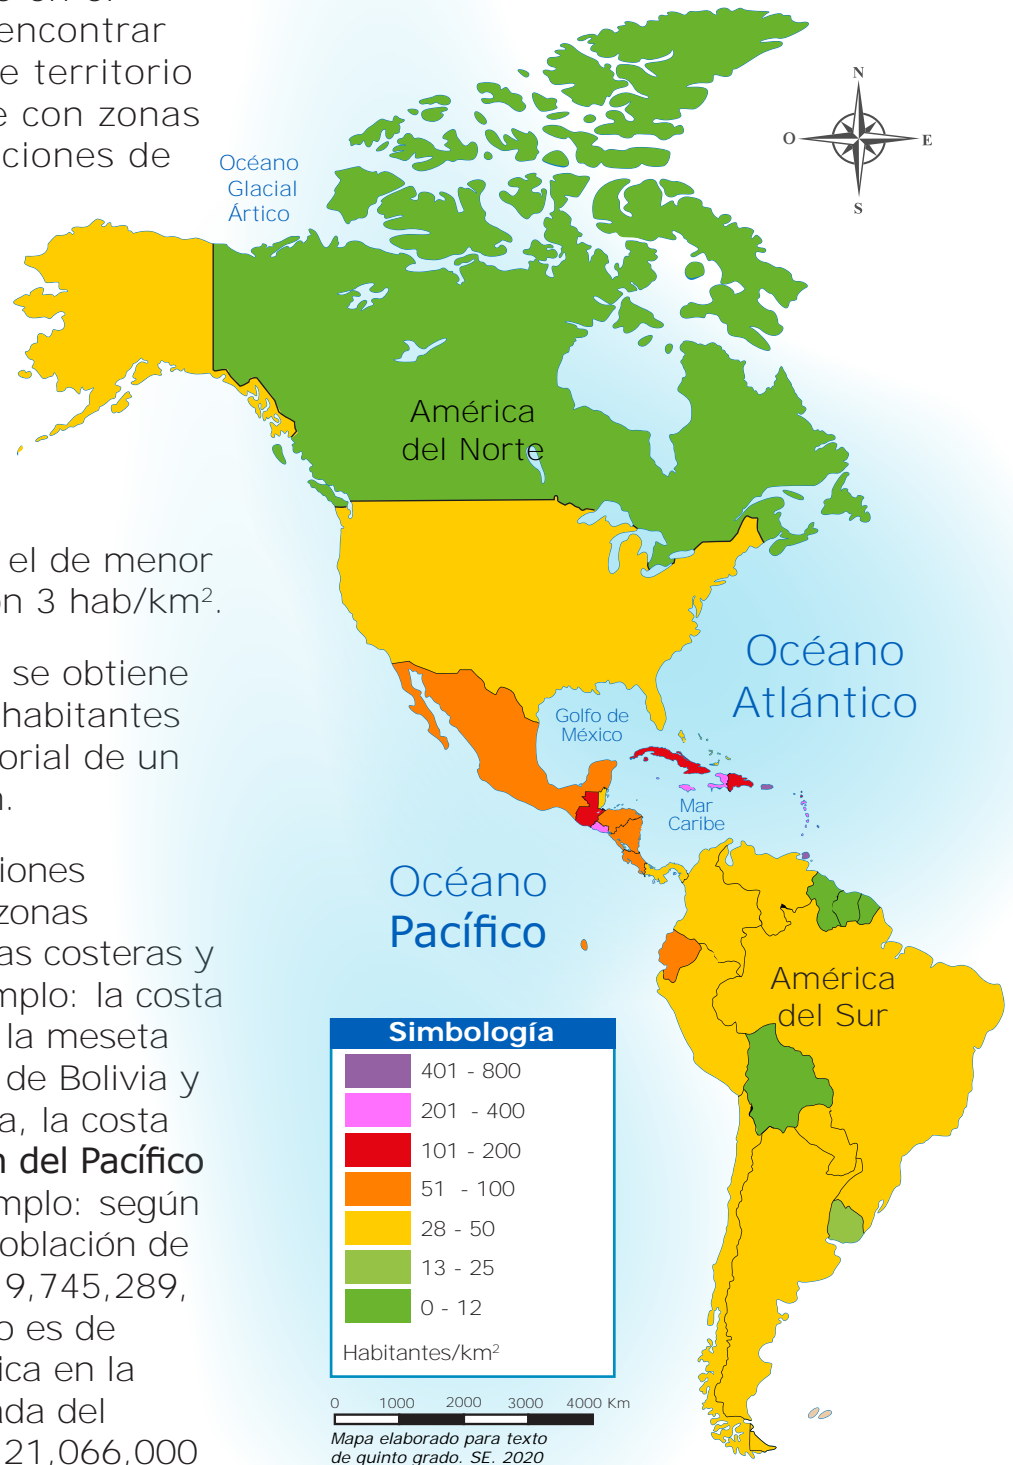 encontrar
e territorio
e con zonas
ciones de
el de menor
on 3 hab/km².
se obtiene
habitantes
orial de un
iones
zonas
as costeras y
mplo: la costa
la meseta
de Bolivia y
a, la costa
n del Pacífico
mplo: según
oblación de
9,745,289,
o es de
ica en la
ada del
21,066,000
Océano
Glacial
Ártico
N
O
E
S
América
del Norte
Océano
Atlántico
Golfo de
México
Mar
Caribe
Océano
Pacífico
América
del Sur
Simbología
401 - 800
201 - 400
101 - 200
51 - 100
28 - 50
13 - 25
0 - 12
Habitantes/km²
0 1000 2000 3000 4000 Km
Mapa elaborado para texto
de quinto grado. SE. 2020